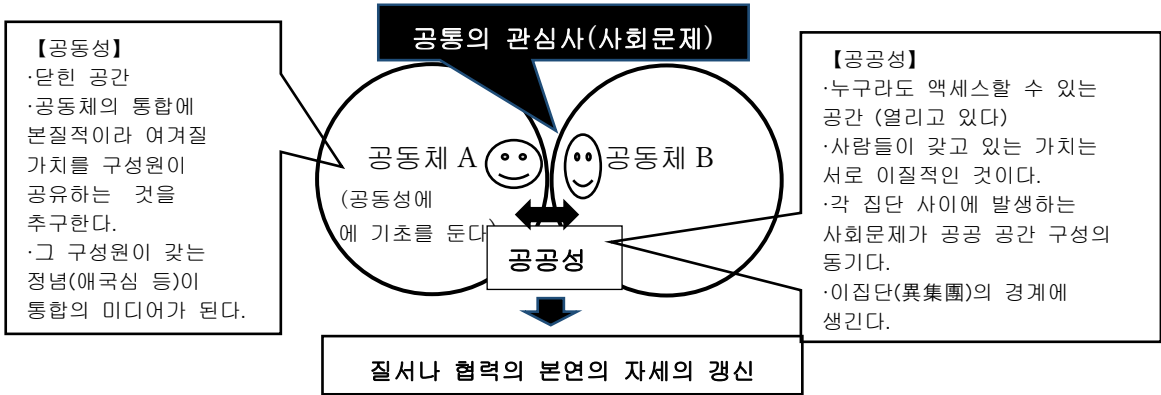 공통의 관심사(사회문제)
【공동성】
·닫힌 공간
·공동체의 통합에
본질적이라 여겨질
가치를 구성원이
공유하는 것을
추구한다.
·그 구성원이 갖는
정념(애국심 등)이
통합의 미디어가 된다.
공동체 A
(공동성에
에 기초를 둔다)
공동체 B
공공성
【공공성】
·누구라도 액세스할 수 있는
공간 (열리고 있다)
·사람들이 갖고 있는 가치는
서로 이질적인 것이다.
·각 집단 사이에 발생하는
사회문제가 공공 공간 구성의
동기다.
·이집단(異集團)의 경계에
생긴다.
질서나 협력의 본연의 자세의 갱신